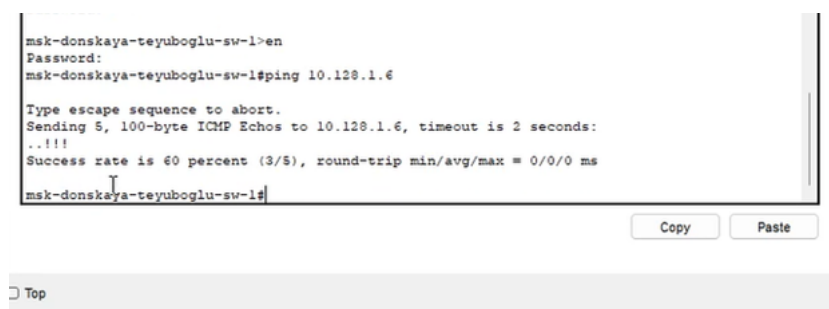 msk-donskaya-teyuboglu-sw-1>en
Password:
msk-donskaya-teyuboglu-sw-1#ping 10.128.1.6
Type escape sequence to abort.
Sending 5, 100-byte ICMP Echos to 10.128.1.6, timeout is 2 seconds:
..!!!
Success rate is 60 percent (3/5), round-trip min/avg/max = 0/0/0 ms
msk-donskaya-teyuboglu-sw-1#
Copy Paste
Top